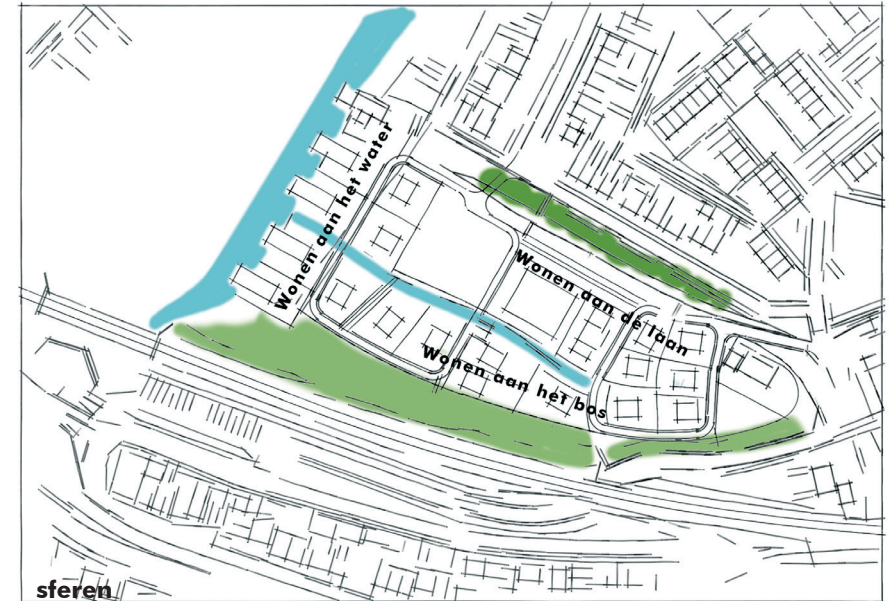 Wonen aan het water
Wonen aan de laan
Wonen aan het bos
sferen